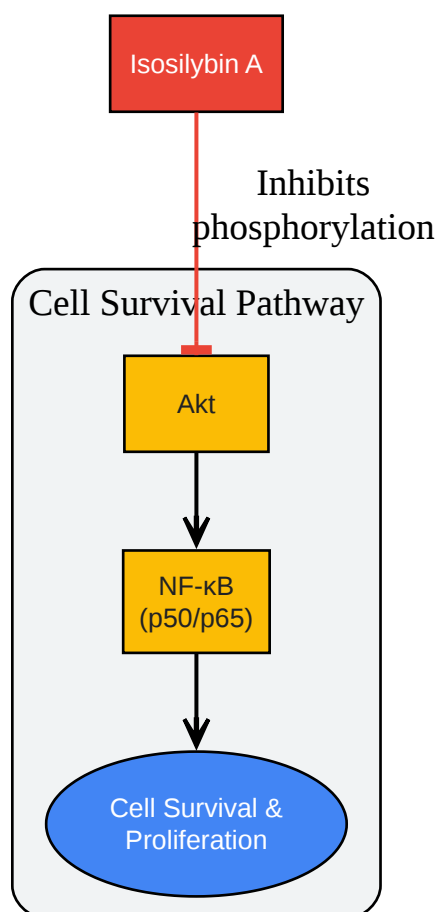 Isosilybin A
Inhibits
phosphorylation
Cell Survival Pathway
Akt
NF-κB
(p50/p65)
Cell Survival &
Proliferation